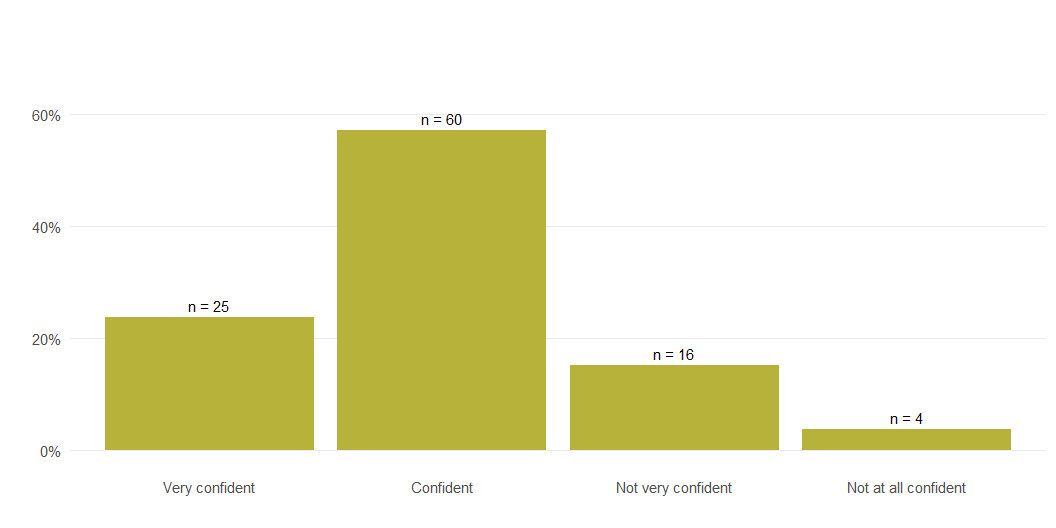 60%
n = 60
40%
n = 25
20%
n = 16
n = 4
0%
Very confident
Confident
Not very confident
Not at all confident